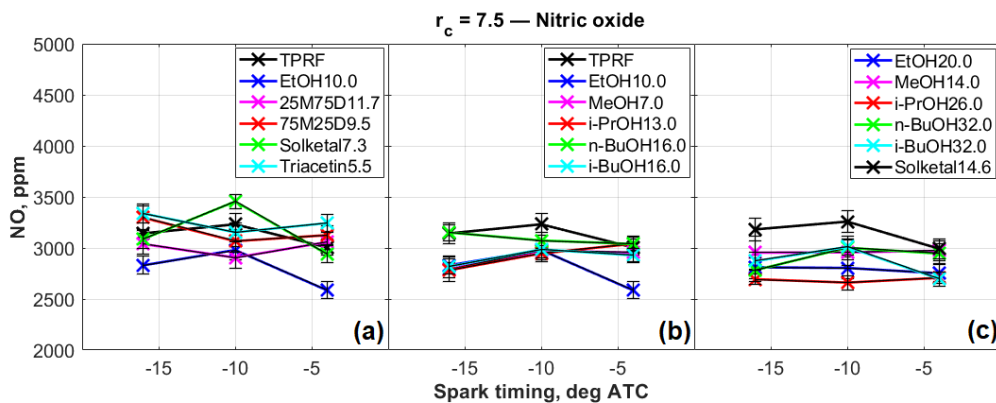 r_c = 7.5 — Nitric oxide
NO, ppm
5000
4500
4000
3500
3000
2500
2000
TPRF
EtOH10.0
25M75D11.7
75M25D9.5
Solketal7.3
Triacetin5.5
(a)
-15 -10 -5
TPRF
EtOH10.0
MeOH7.0
i-PrOH13.0
n-BuOH16.0
i-BuOH16.0
(b)
-15 -10 -5
EtOH20.0
MeOH14.0
i-PrOH26.0
n-BuOH32.0
i-BuOH32.0
Solketal14.6
(c)
-15 -10 -5
Spark timing, deg ATC